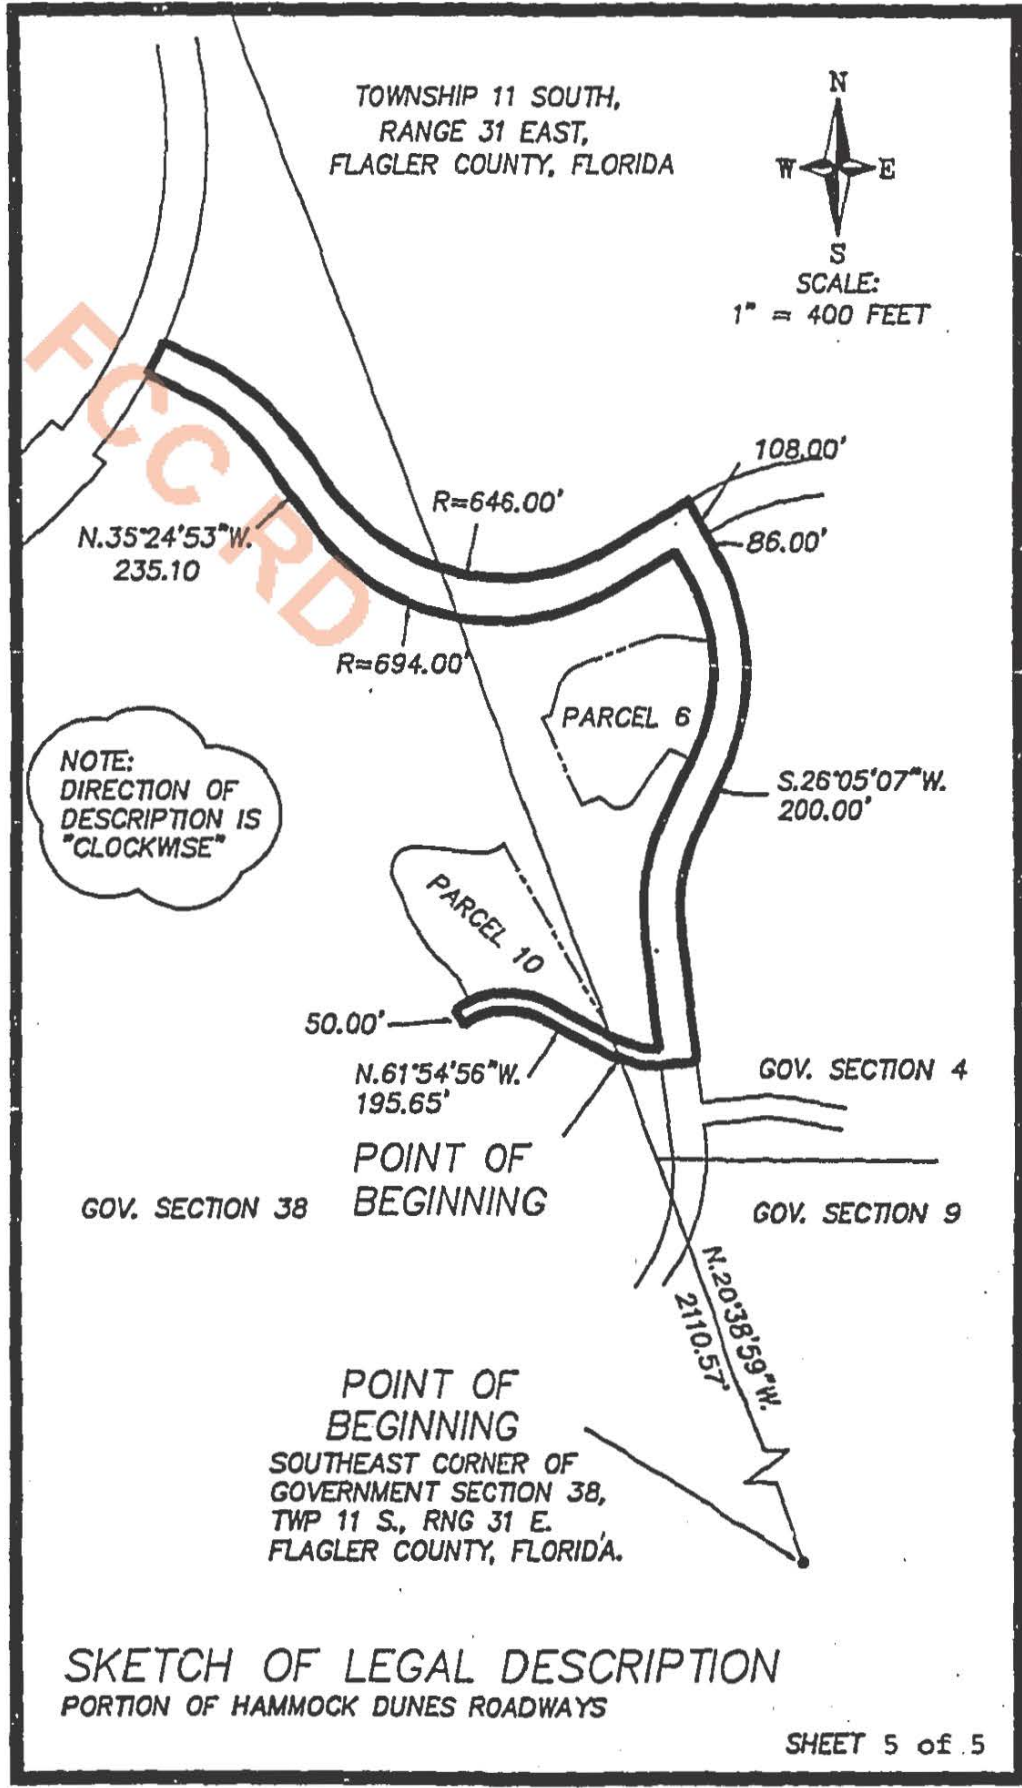 TOWNSHIP 11 SOUTH,
RANGE 31 EAST,
FLAGLER COUNTY, FLORIDA
N
W E
S
SCALE:
1" = 400 FEET
FCC RD
108.00'
R=646.00'
86.00'
N.35°24'53"W.
235.10
R=694.00'
PARCEL 6
NOTE:
DIRECTION OF
DESCRIPTION IS
"CLOCKWISE"
S.26°05'07"W.
200.00'
PARCEL 10
50.00'
N.61°54'56"W.
195.65'
GOV. SECTION 4
POINT OF
BEGINNING
GOV. SECTION 38
GOV. SECTION 9
N.20°38'59"W.
2110.57'
POINT OF
BEGINNING
SOUTHEAST CORNER OF
GOVERNMENT SECTION 38,
TWP 11 S., RNG 31 E.
FLAGLER COUNTY, FLORIDA.
SKETCH OF LEGAL DESCRIPTION
PORTION OF HAMMOCK DUNES ROADWAYS
SHEET 5 of 5